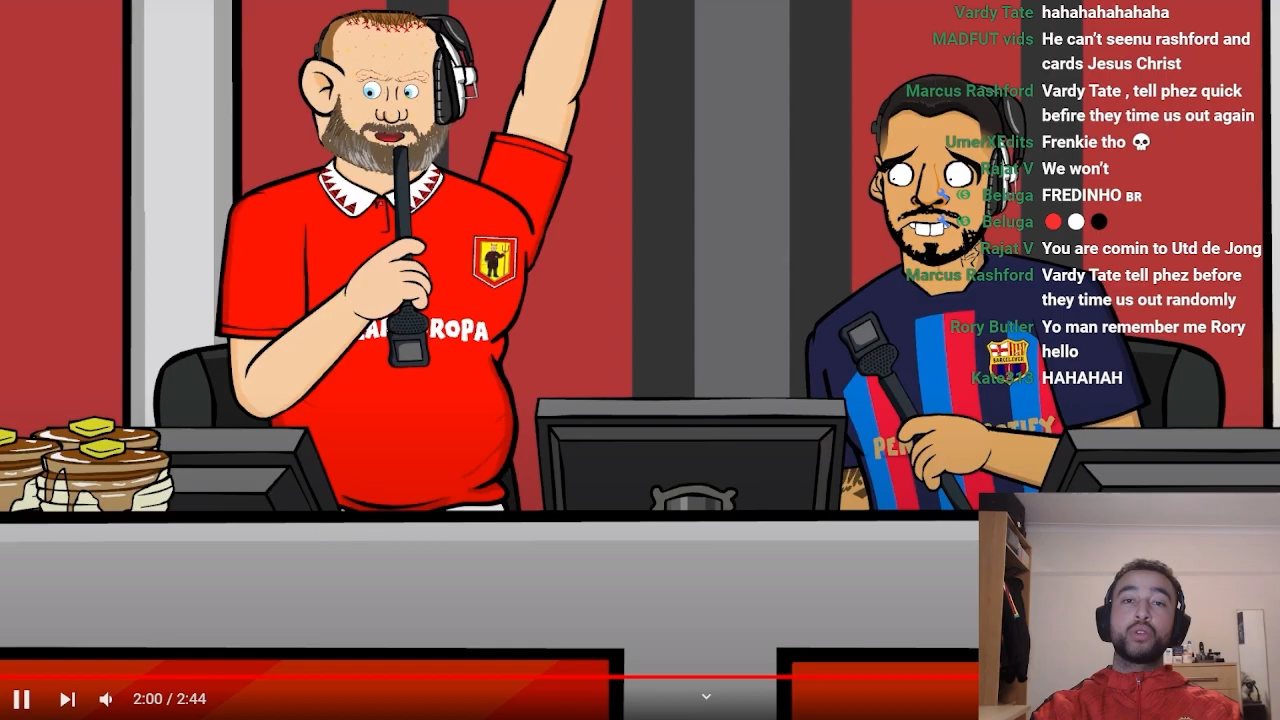 Vardy Tate hahahahahahaha
MADFUT vids He can't seenu rashford and
cards Jesus Christ
Marcus Rashford Vardy Tate , tell phez quick
befire they time us out again
UmerXEdits Frenkie tho 💀
Rajat V We won't
Beluga FREDINHO BR
Beluga 🔴⚪⚫
Rajat V You are comin to Utd de Jong
Marcus Rashford Vardy Tate tell phez before
they time us out randomly
Rory Butler Yo man remember me Rory
hello
Kate313 HAHAHAH
ROPA
2:00 / 2:44